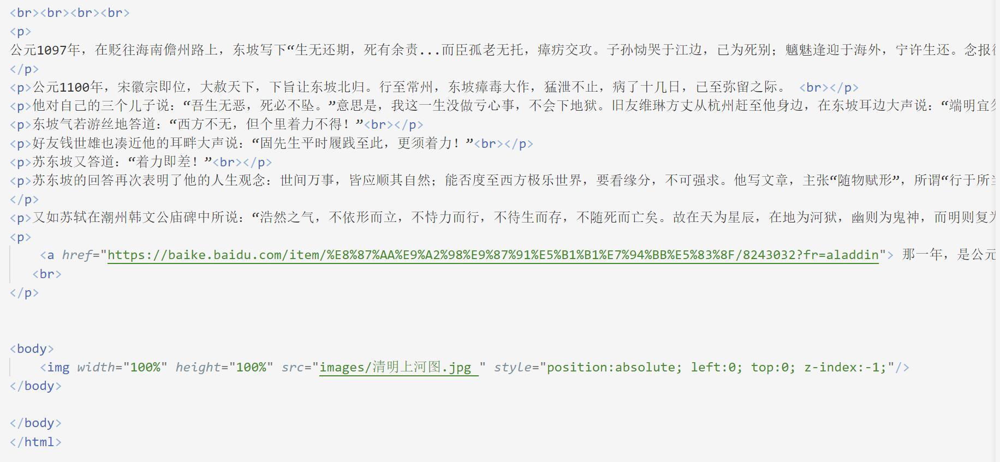 <br><br><br><br>
<p>
公元1097年，在贬往海南儋州路上，东坡写下“生无还期，死有余责...而臣孤老无托，瘴疠交攻。子孙恸哭于江边，已为死别；魑魅逢迎于海外，宁许生还。念报
</p>
<p>公元1100年，宋徽宗即位，大赦天下，下旨让东坡北归。行至常州，东坡瘴毒大作，猛泄不止，病了十几日，已至弥留之际。 <br></p>
<p>他对自己的三个儿子说：“吾生无恶，死必不坠。”意思是，我这一生没做亏心事，不会下地狱。旧友维琳方丈从杭州赶至他身边，在东坡耳边大声说：“端明宜
<p>东坡气若游丝地答道：“西方不无，但个里着力不得！”<br></p>
<p>好友钱世雄也凑近他的耳畔大声说：“固先生平时履践至此，更须着力！”<br></p>
<p>苏东坡又答道：“着力即差！”<br></p>
<p>苏东坡的回答再次表明了他的人生观念：世间万事，皆应顺其自然；能否度至西方极乐世界，要看缘分，不可强求。他写文章，主张“随物赋形”，所谓“行于所
</p>
<p>又如苏轼在潮州韩文公庙碑中所说：“浩然之气，不依形而立，不恃力而行，不待生而存，不随死而亡矣。故在天为星辰，在地为河狱，幽则为鬼神，而明则复
<p>
<a href="https://baike.baidu.com/item/%E8%87%AA%E9%A2%98%E9%87%91%E5%B1%B1%E7%94%BB%E5%83%8F/8243032?fr=aladdin"> 那一年，是公元
<br>
</p>
<body>
<img width="100%" height="100%" src="images/清明上河图.jpg " style="position:absolute; left:0; top:0; z-index:-1;"/>
</body>
</body>
</html>